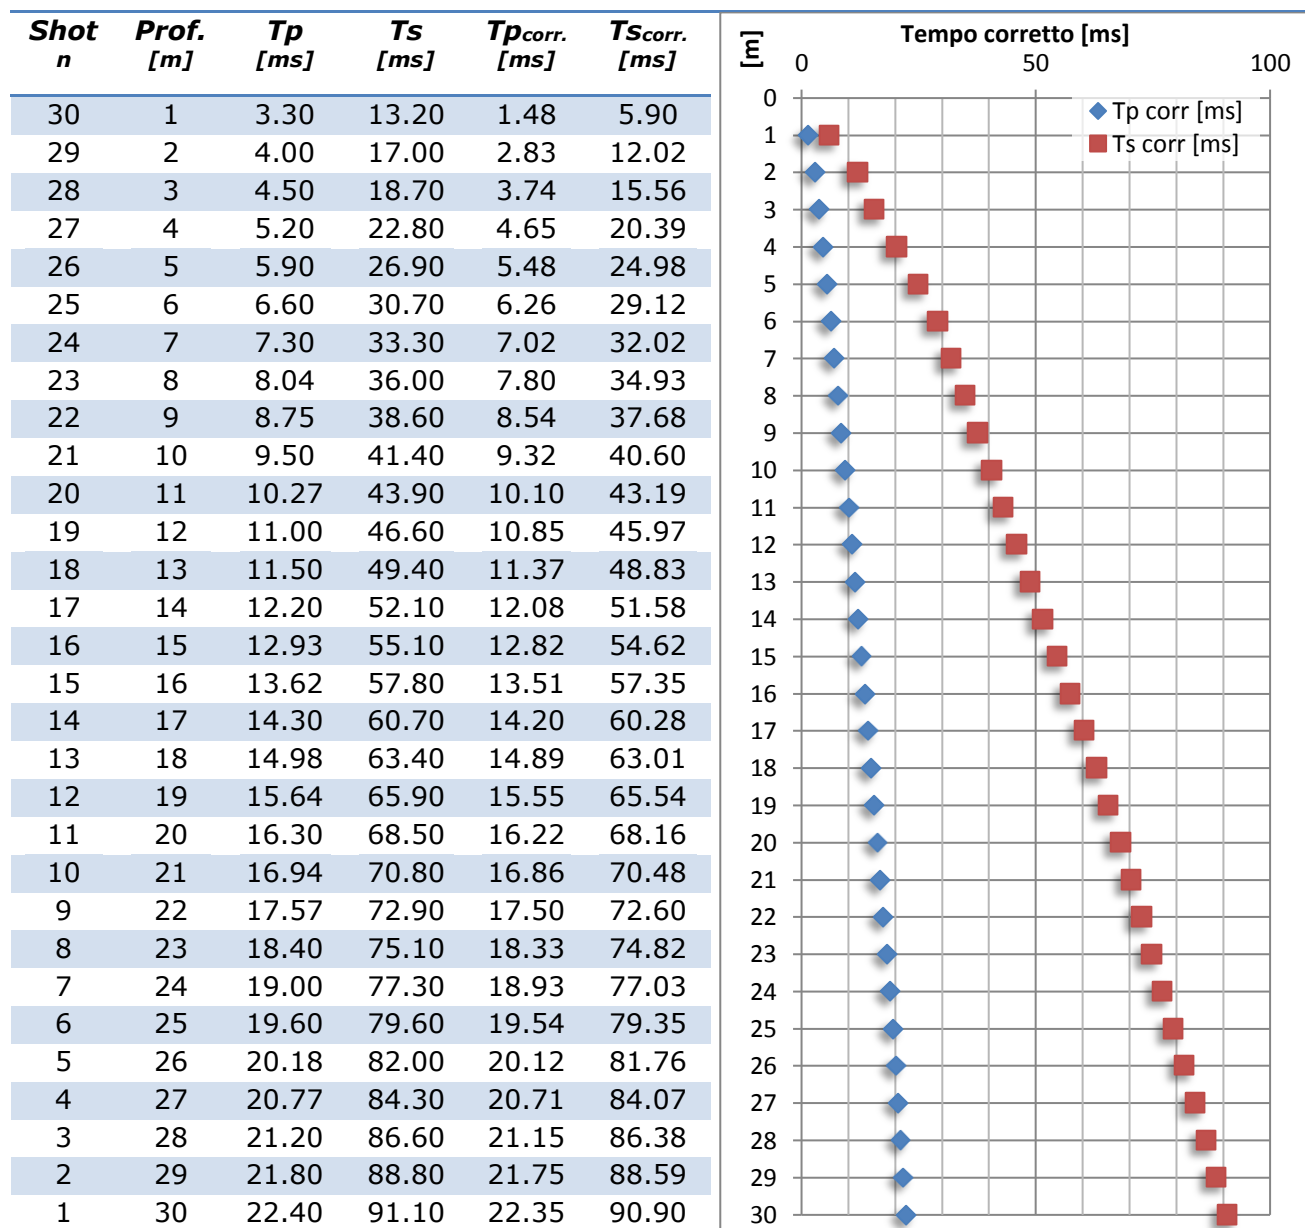 Shot Prof. Tp Ts Tpcorr. Tscorr.
n [m] [ms] [ms] [ms] [ms]
30 1 3.30 13.20 1.48 5.90
29 2 4.00 17.00 2.83 12.02
28 3 4.50 18.70 3.74 15.56
27 4 5.20 22.80 4.65 20.39
26 5 5.90 26.90 5.48 24.98
25 6 6.60 30.70 6.26 29.12
24 7 7.30 33.30 7.02 32.02
23 8 8.04 36.00 7.80 34.93
22 9 8.75 38.60 8.54 37.68
21 10 9.50 41.40 9.32 40.60
20 11 10.27 43.90 10.10 43.19
19 12 11.00 46.60 10.85 45.97
18 13 11.50 49.40 11.37 48.83
17 14 12.20 52.10 12.08 51.58
16 15 12.93 55.10 12.82 54.62
15 16 13.62 57.80 13.51 57.35
14 17 14.30 60.70 14.20 60.28
13 18 14.98 63.40 14.89 63.01
12 19 15.64 65.90 15.55 65.54
11 20 16.30 68.50 16.22 68.16
10 21 16.94 70.80 16.86 70.48
9 22 17.57 72.90 17.50 72.60
8 23 18.40 75.10 18.33 74.82
7 24 19.00 77.30 18.93 77.03
6 25 19.60 79.60 19.54 79.35
5 26 20.18 82.00 20.12 81.76
4 27 20.77 84.30 20.71 84.07
3 28 21.20 86.60 21.15 86.38
2 29 21.80 88.80 21.75 88.59
1 30 22.40 91.10 22.35 90.90
[m]
Tempo corretto [ms]
0 50 100
Tp corr [ms]
Ts corr [ms]
0
1
2
3
4
5
6
7
8
9
10
11
12
13
14
15
16
17
18
19
20
21
22
23
24
25
26
27
28
29
30